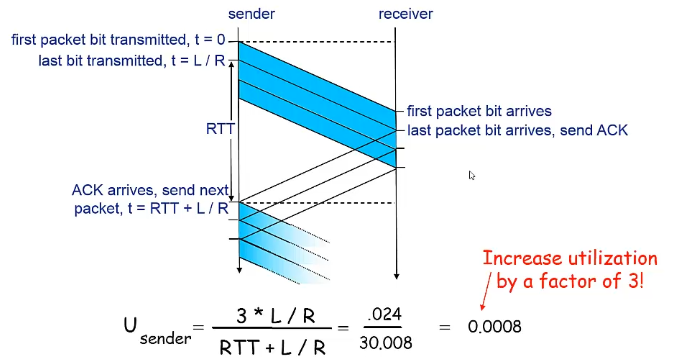 sender
receiver
first packet bit transmitted, t = 0
last bit transmitted, t = L / R
first packet bit arrives
RTT
last packet bit arrives, send ACK
ACK arrives, send next
packet, t = RTT + L / R
Increase utilization
by a factor of 3!
U sender = 3 * L / R / RTT + L / R = .024 / 30.008 = 0.0008